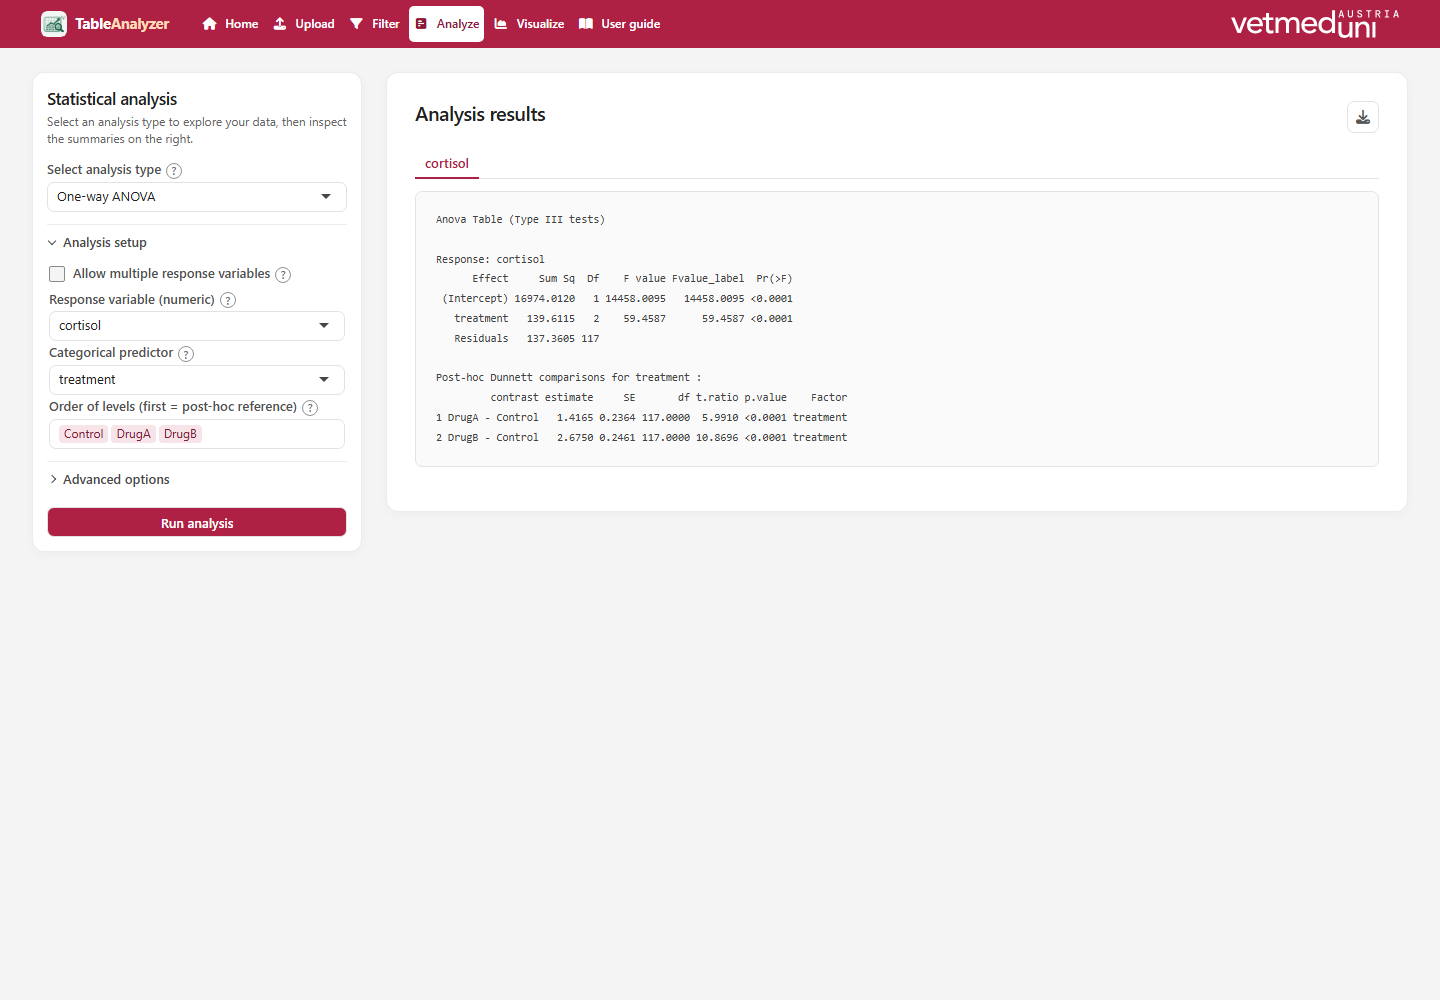 TableAnalyzer
Home
Upload
Filter
Analyze
Visualize
User guide
vetmeduni AUSTRIA
Statistical analysis
Select an analysis type to explore your data, then inspect
the summaries on the right.
Select analysis type ?
One-way ANOVA
Analysis setup
Allow multiple response variables ?
Response variable (numeric) ?
cortisol
Categorical predictor ?
treatment
Order of levels (first = post-hoc reference) ?
Control DrugA DrugB
Advanced options
Run analysis
Analysis results
cortisol
Anova Table (Type III tests)
Response: cortisol
Effect Sum Sq Df F value Fvalue_label Pr(>F)
(Intercept) 16974.0120 1 14458.0095 14458.0095 <0.0001
treatment 139.6115 2 59.4587 59.4587 <0.0001
Residuals 137.3605 117
Post-hoc Dunnett comparisons for treatment :
contrast estimate SE df t.ratio p.value Factor
1 DrugA - Control 1.4165 0.2364 117.0000 5.9910 <0.0001 treatment
2 DrugB - Control 2.6750 0.2461 117.0000 10.8696 <0.0001 treatment